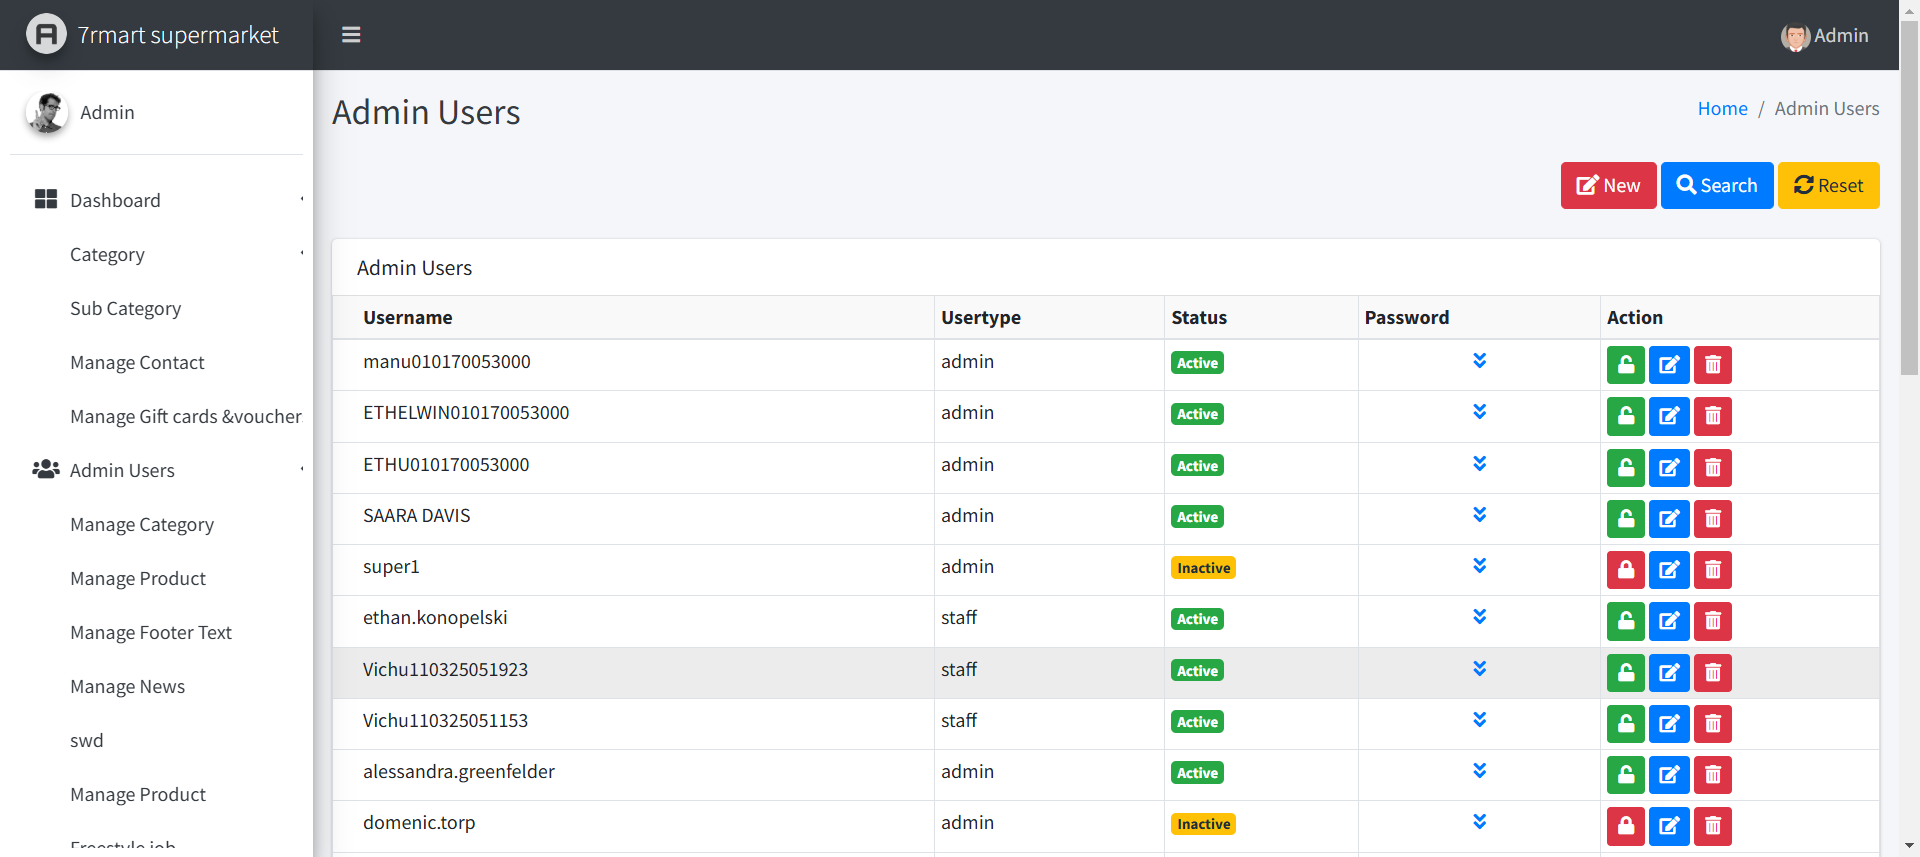 7rmart supermarket
Admin
Admin
Admin Users
Home / Admin Users
Dashboard
Category
Sub Category
Manage Contact
Manage Gift cards &voucher
Admin Users
Manage Category
Manage Product
Manage Footer Text
Manage News
swd
Manage Product
Freestyle job
New Search Reset
Admin Users
Username Usertype Status Password Action
manu010170053000 admin Active
ETHELWIN010170053000 admin Active
ETHU010170053000 admin Active
SAARA DAVIS admin Active
super1 admin Inactive
ethan.konopelski staff Active
Vichu110325051923 staff Active
Vichu110325051153 staff Active
alessandra.greenfelder admin Active
domenic.torp admin Inactive